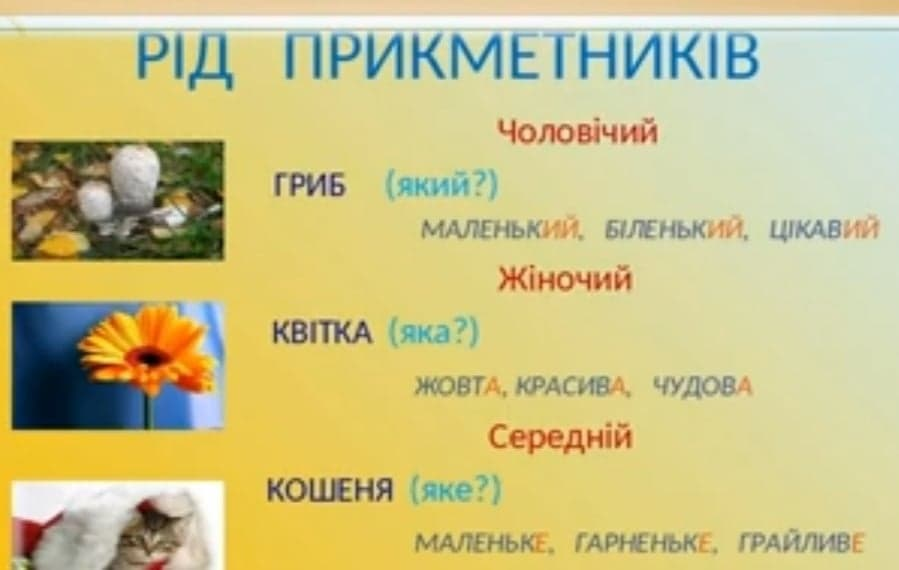 РІД ПРИКМЕТНИКІВ
Чоловічий
ГРИБ (який?)
МАЛЕНЬКИЙ, БІЛЕНЬКИЙ, ЦІКАВИЙ
Жіночий
КВІТКА (яка?)
ЖОВТА, КРАСИВА, ЧУДОВА
Середній
КОШЕНЯ (яке?)
МАЛЕНЬКЕ, ГАРНЕНЬКЕ, ГРАЙЛИВЕ